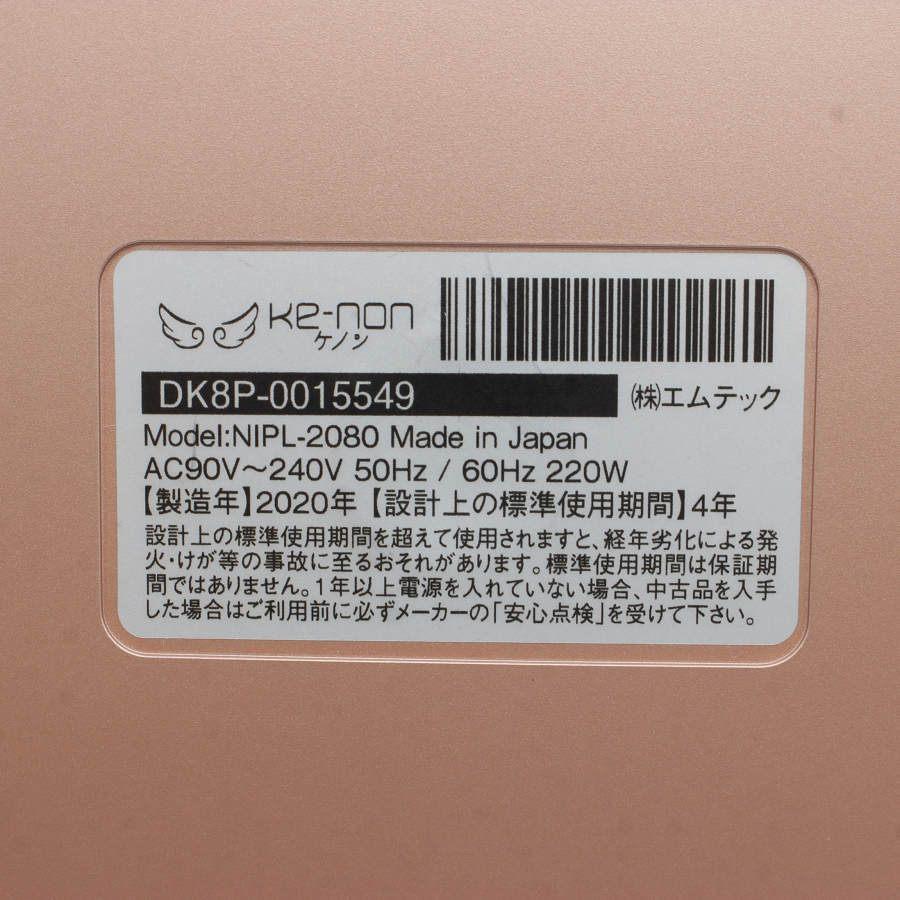 ke-non
ケノン
DK8P-0015549
(株)エムテック
Model:NIPL-2080 Made in Japan
AC90V～240V 50Hz / 60Hz 220W
【製造年】2020年 【設計上の標準使用期間】4年
設計上の標準使用期間を超えて使用されますと、経年劣化による発
火・けが等の事故に至るおそれがあります。標準使用期間は保証期
間ではありません。1年以上電源を入れていない場合、中古品を入手
した場合はご利用前に必ずメーカーの「安心点検」を受けて下さい。